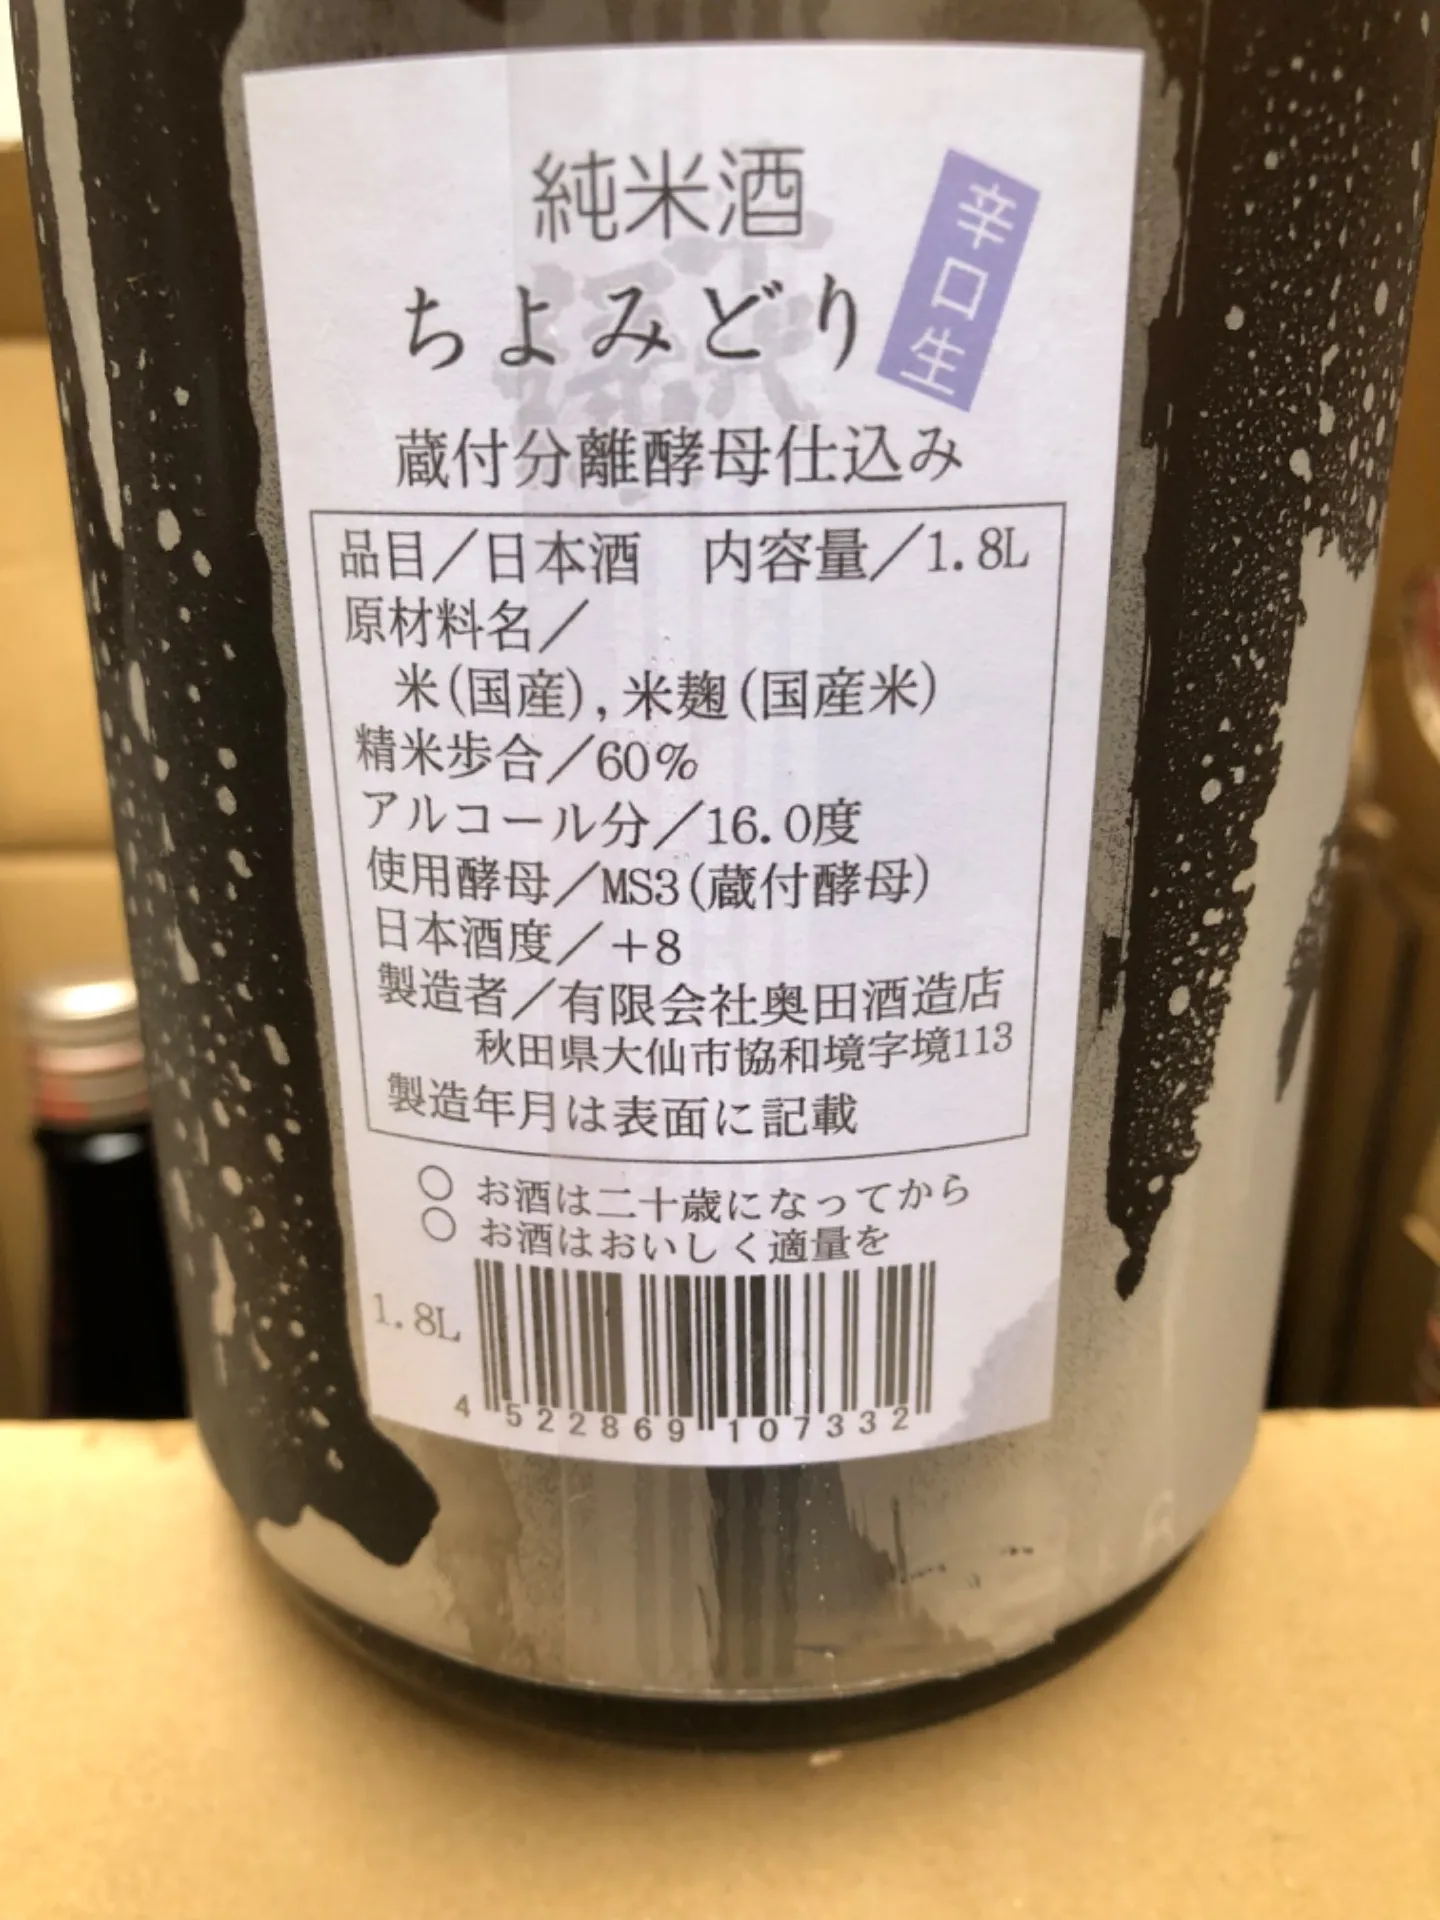 純米酒
辛口生
ちよみどり
蔵付分離酵母仕込み
品目／日本酒　内容量／1.8L
原材料名／
米(国産),米麹(国産米)
精米歩合／60%
アルコール分／16.0度
使用酵母／MS3(蔵付酵母)
日本酒度／+8
製造者／有限会社奥田酒造店
秋田県大仙市協和境字境113
製造年月は表面に記載
○ お酒は二十歳になってから
○ お酒はおいしく適量を
1.8L
4 522869 107332